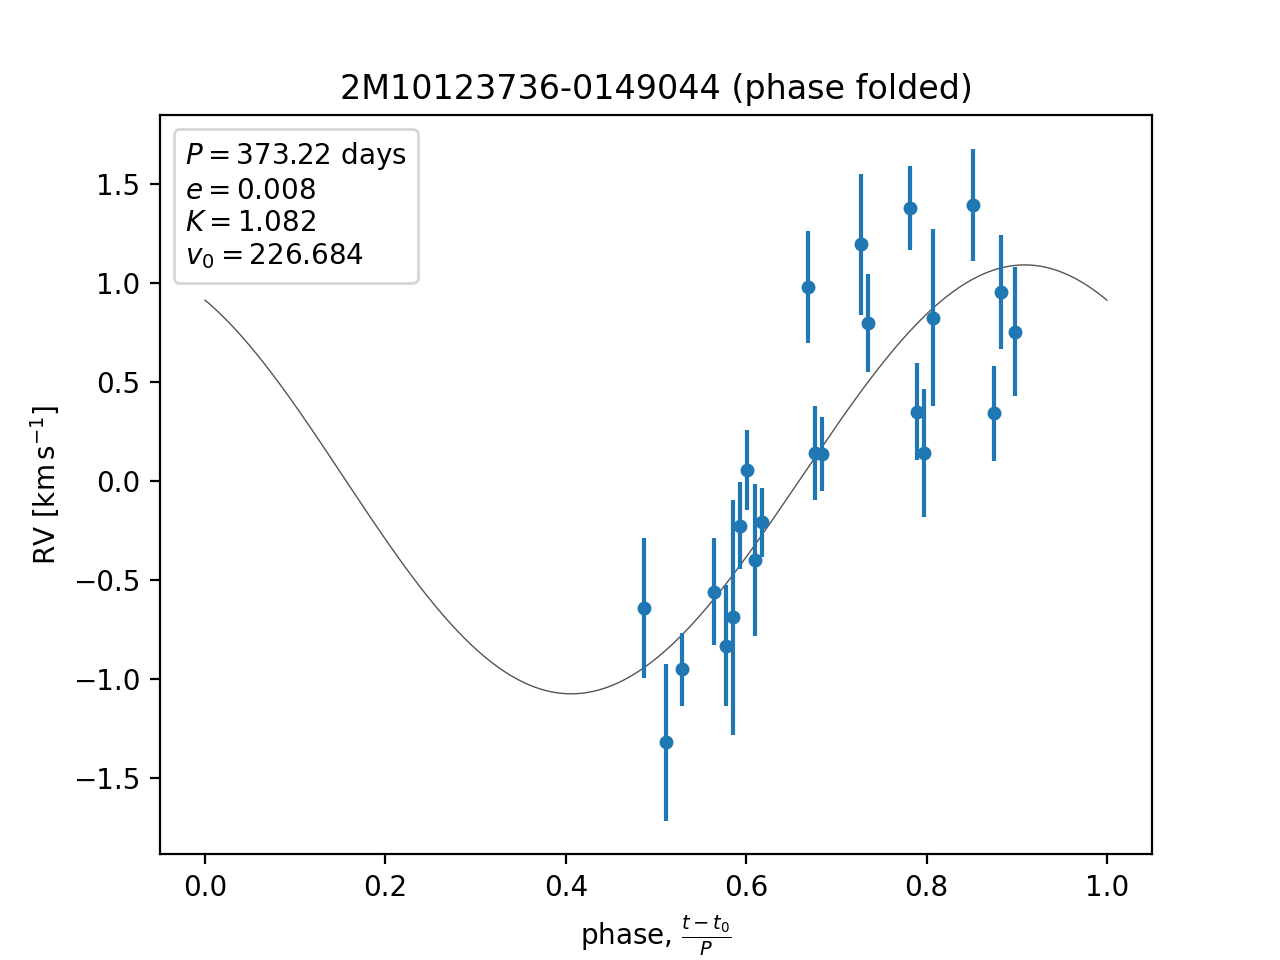 2M10123736-0149044 (phase folded)
P = 373.22 days
e = 0.008
K = 1.082
v₀ = 226.684
RV [km s⁻¹]
1.5
1.0
0.5
0.0
−0.5
−1.0
−1.5
0.0 0.2 0.4 0.6 0.8 1.0
phase, (t − t₀)/P